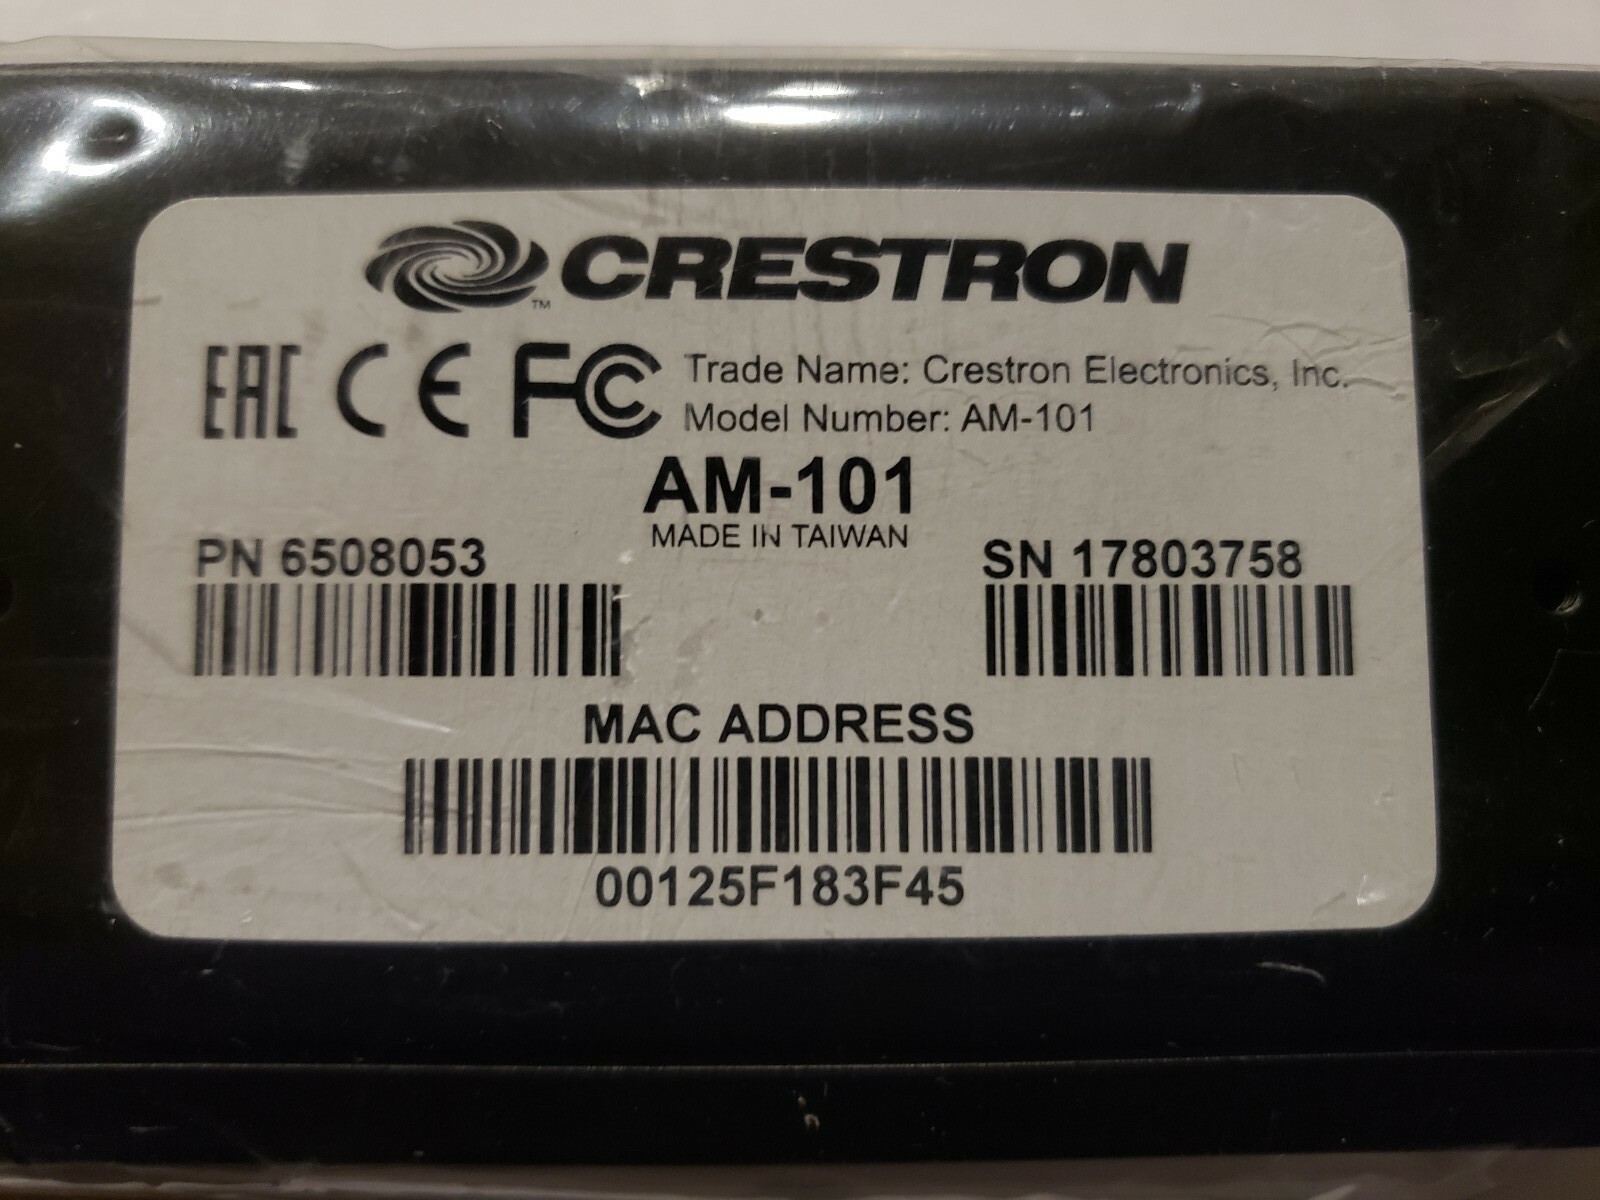 CRESTRON
TM
EAC CE FC Trade Name: Crestron Electronics, Inc.
Model Number: AM-101
AM-101
MADE IN TAIWAN
PN 6508053
SN 17803758
MAC ADDRESS
00125F183F45